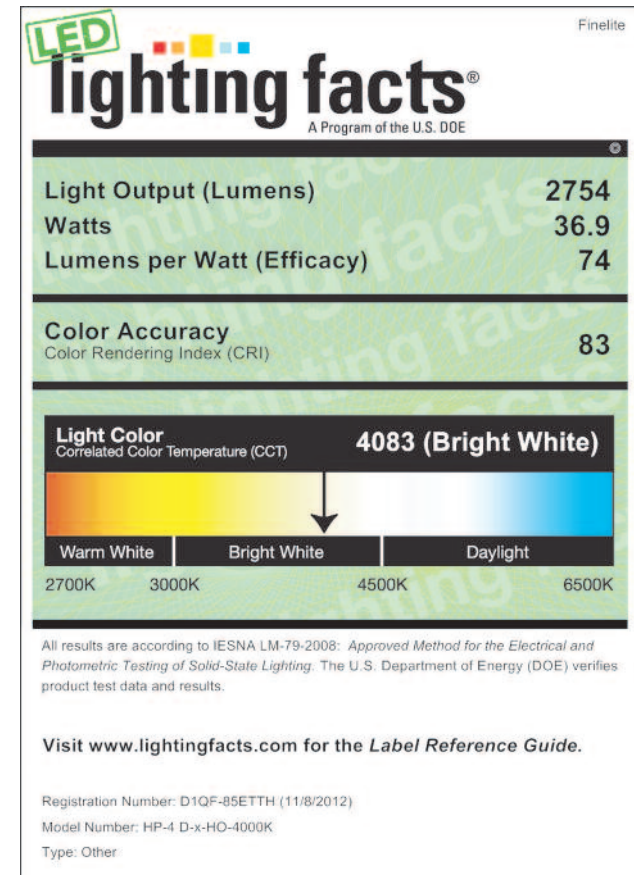 Finelite
LED
lighting facts®
A Program of the U.S. DOE
Light Output (Lumens) 2754
Watts 36.9
Lumens per Watt (Efficacy) 74
Color Accuracy
Color Rendering Index (CRI) 83
Light Color
Correlated Color Temperature (CCT) 4083 (Bright White)
Warm White Bright White Daylight
2700K 3000K 4500K 6500K
All results are according to IESNA LM-79-2008: Approved Method for the Electrical and
Photometric Testing of Solid-State Lighting. The U.S. Department of Energy (DOE) verifies
product test data and results.
Visit www.lightingfacts.com for the Label Reference Guide.
Registration Number: D1QF-85ETTH (11/8/2012)
Model Number: HP-4 D-x-HO-4000K
Type: Other